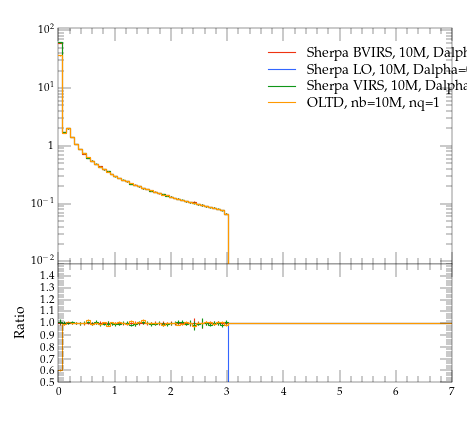 10²
Sherpa BVIRS, 10M, Dalph
Sherpa LO, 10M, Dalpha=
Sherpa VIRS, 10M, Dalpha
OLTD, nb=10M, nq=1
10¹
1
10⁻¹
10⁻²
1.4
1.3
1.2
1.1
1.0
0.9
0.8
0.7
0.6
0.5
Ratio
0 1 2 3 4 5 6 7